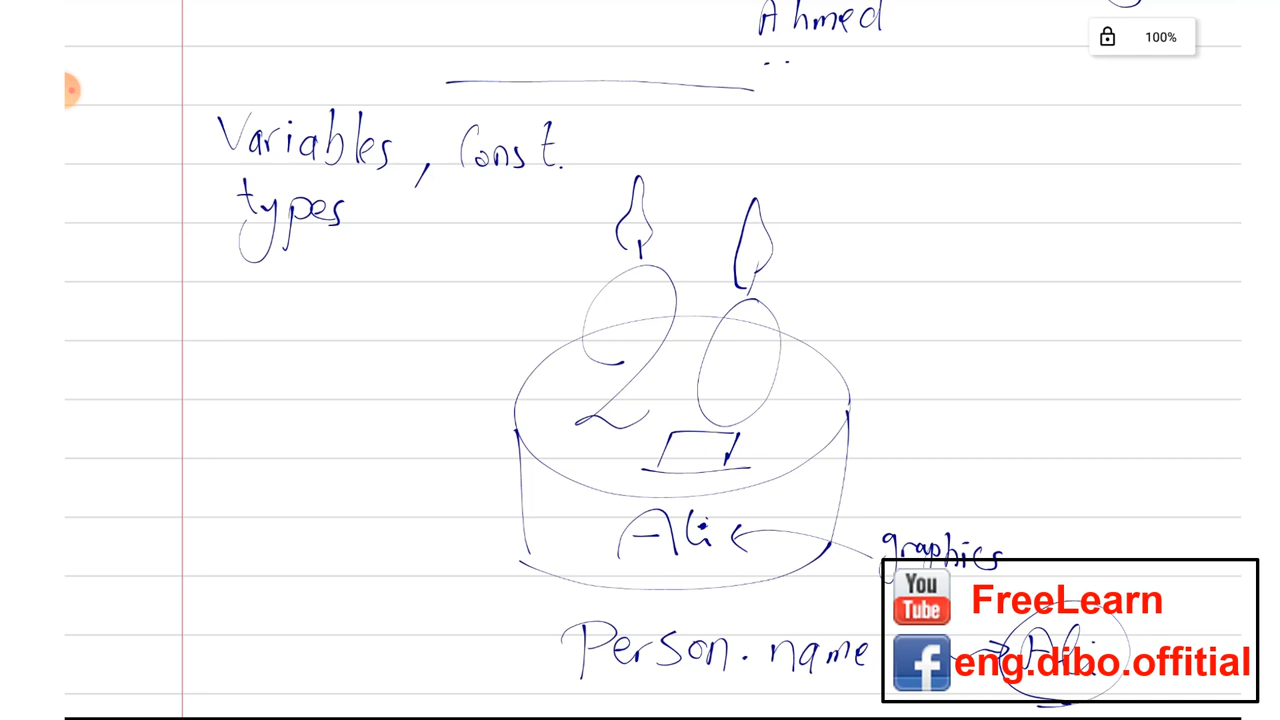 Ahmed
100%
Variables, Const.
types
20
Ali
graphics
Person.name → Ali
You
Tube
FreeLearn
f
eng.dibo.offitial